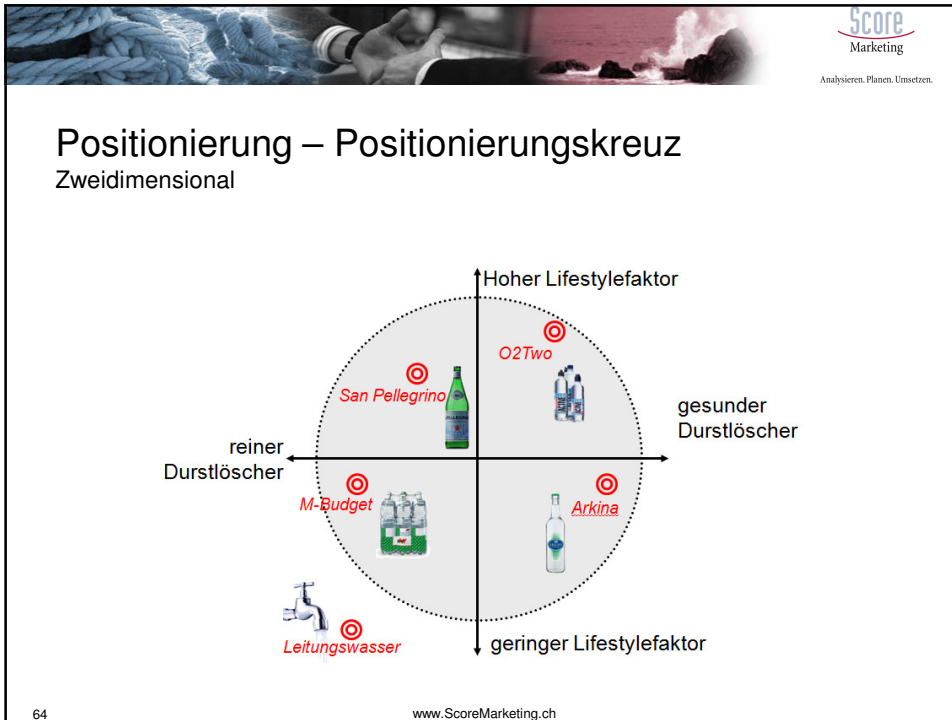 Score
Marketing
Analysieren. Planen. Umsetzen.
Positionierung – Positionierungskreuz
Zweidimensional
Hoher Lifestylefaktor
O2Two
San Pellegrino
gesunder
Durstlöscher
reiner
Durstlöscher
M-Budget
Arkina
Leitungswasser
geringer Lifestylefaktor
64
www.ScoreMarketing.ch